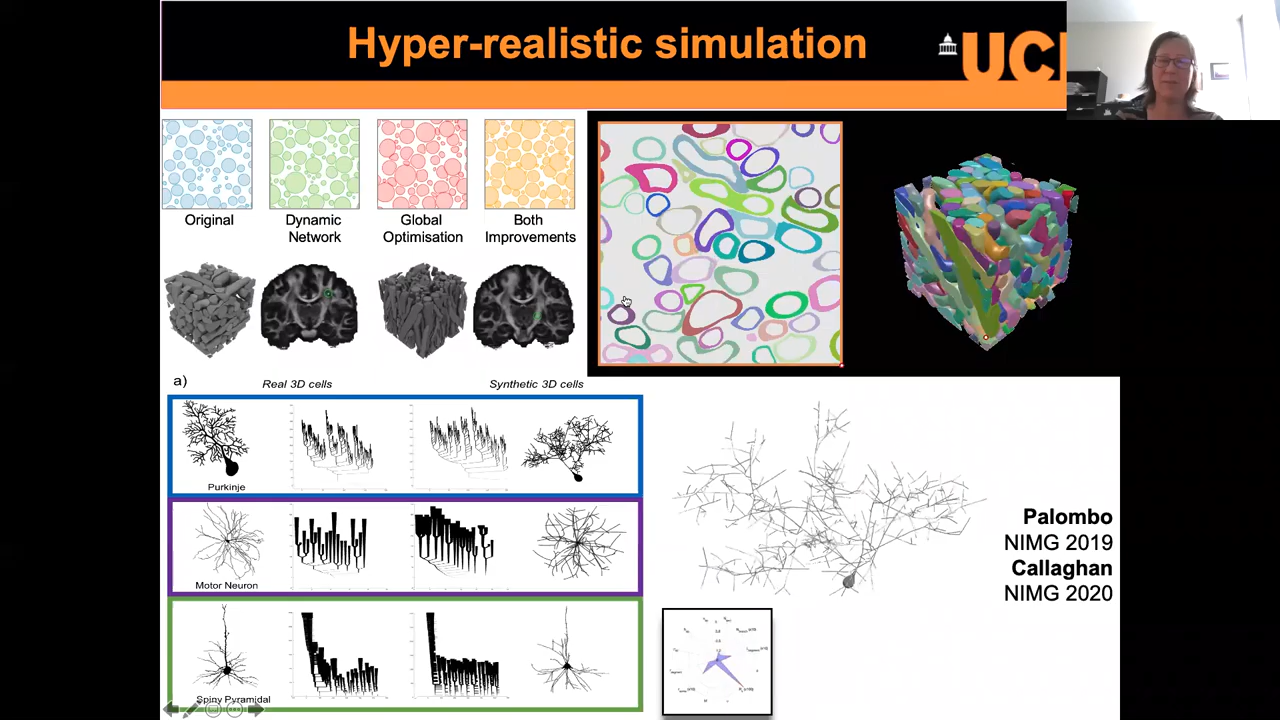 Hyper-realistic simulation
UCL
Original
Dynamic
Network
Global
Optimisation
Both
Improvements
a)
Real 3D cells
Synthetic 3D cells
Purkinje
Motor Neuron
Spiny Pyramidal
Palombo
NIMG 2019
Callaghan
NIMG 2020